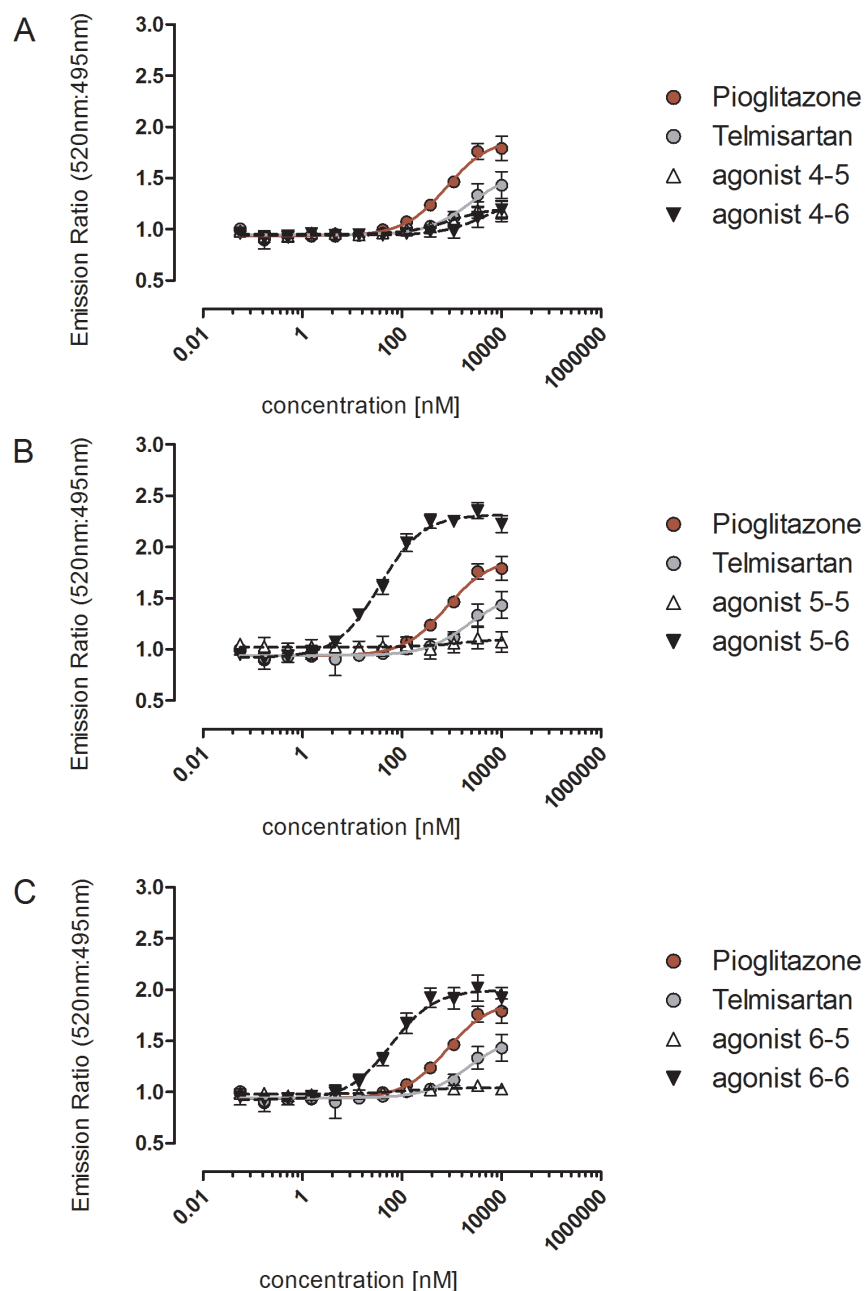 A
Emission Ratio (520nm:495nm)
3.0
2.5
2.0
1.5
1.0
0.5
0.01
1
100
10000
1000000
concentration [nM]
Pioglitazone
Telmisartan
agonist 4-5
agonist 4-6
B
Emission Ratio (520nm:495nm)
3.0
2.5
2.0
1.5
1.0
0.5
0.01
1
100
10000
1000000
concentration [nM]
Pioglitazone
Telmisartan
agonist 5-5
agonist 5-6
C
Emission Ratio (520nm:495nm)
3.0
2.5
2.0
1.5
1.0
0.5
0.01
1
100
10000
1000000
concentration [nM]
Pioglitazone
Telmisartan
agonist 6-5
agonist 6-6